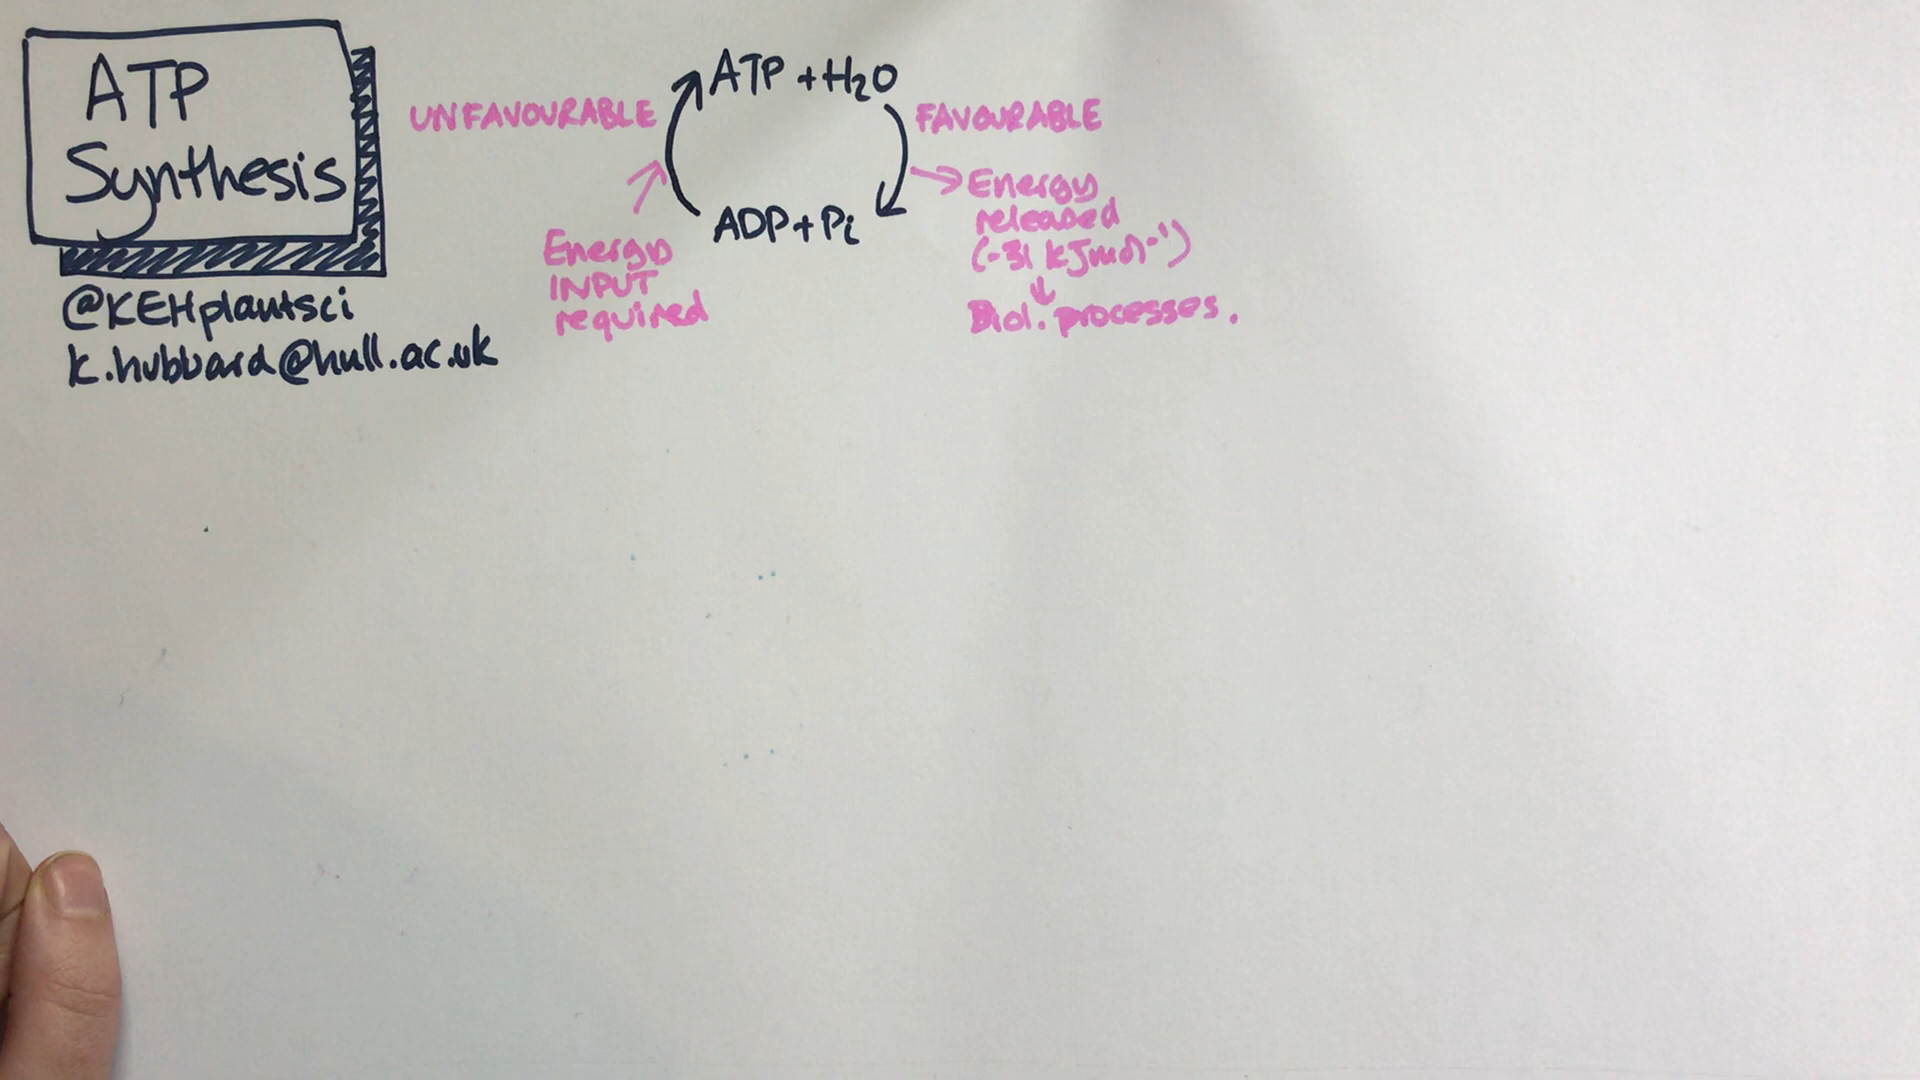 ATP
Synthesis
@KEHplantsci
k.hubbard@hull.ac.uk
UNFAVOURABLE
Energy
INPUT
required
ATP + H₂O
ADP + Pi
FAVOURABLE
Energy
released
(-31 kJmol⁻¹)
Biol. processes.